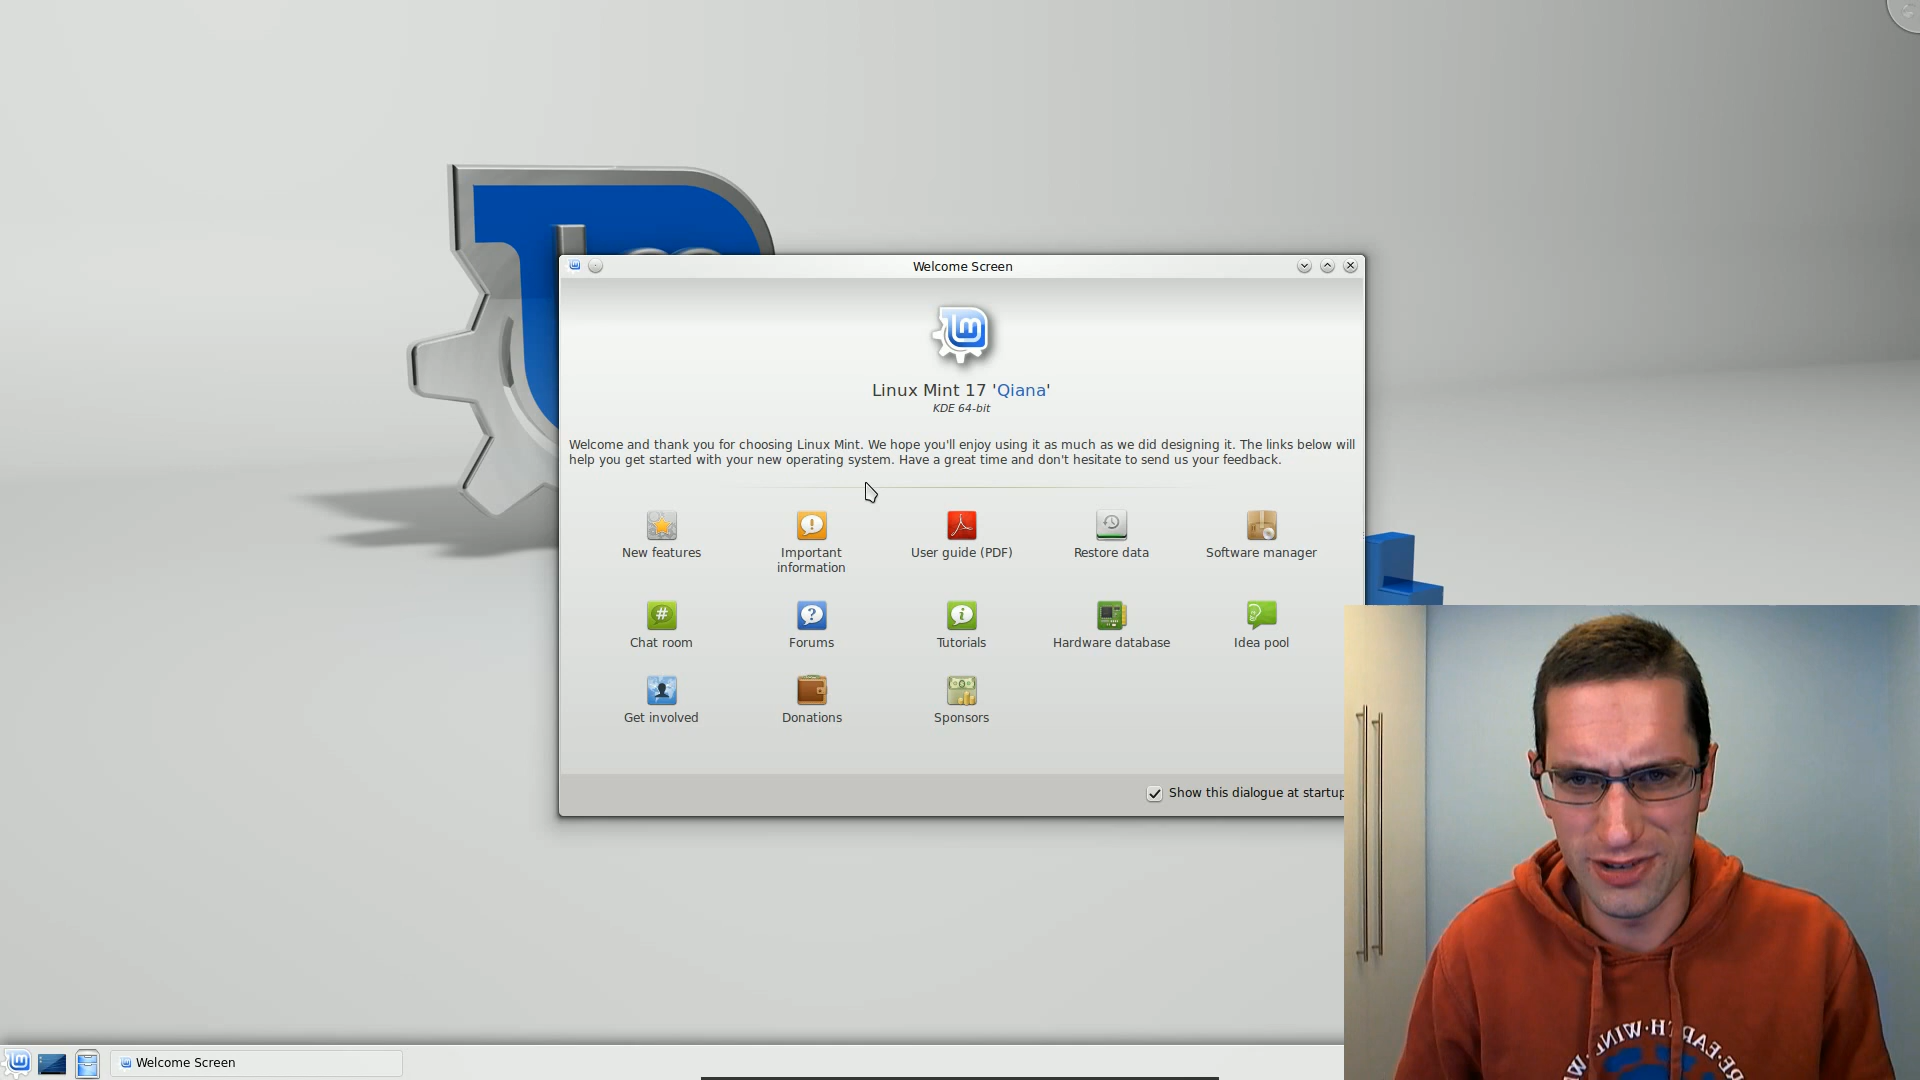 Welcome Screen
lm
Linux Mint 17 'Qiana'
KDE 64-bit
Welcome and thank you for choosing Linux Mint. We hope you'll enjoy using it as much as we did designing it. The links below will
help you get started with your new operating system. Have a great time and don't hesitate to send us your feedback.
New features
Important
information
User guide (PDF)
Restore data
Software manager
Chat room
Forums
Tutorials
Hardware database
Idea pool
Get involved
Donations
Sponsors
Show this dialogue at startup
Welcome Screen